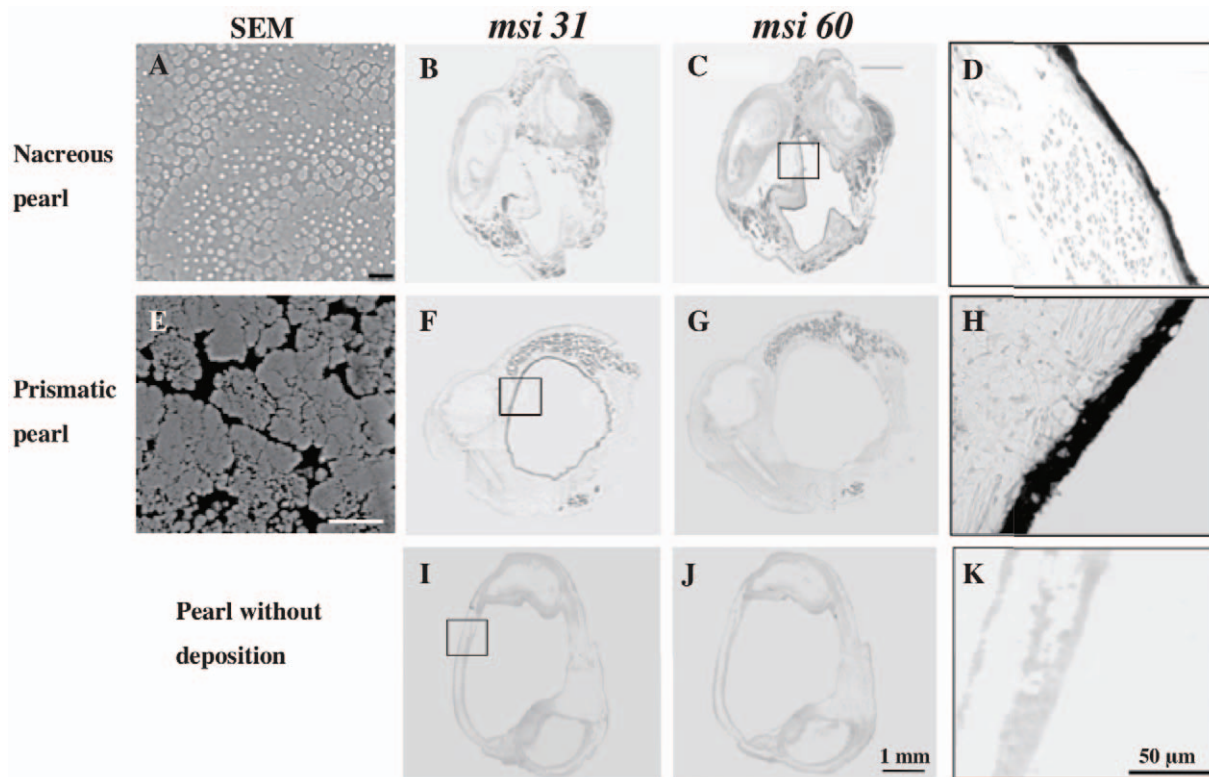 SEM msi 31 msi 60
A B C D
Nacreous
pearl
E F G H
Prismatic
pearl
I J K
Pearl without
deposition
1 mm 50 µm